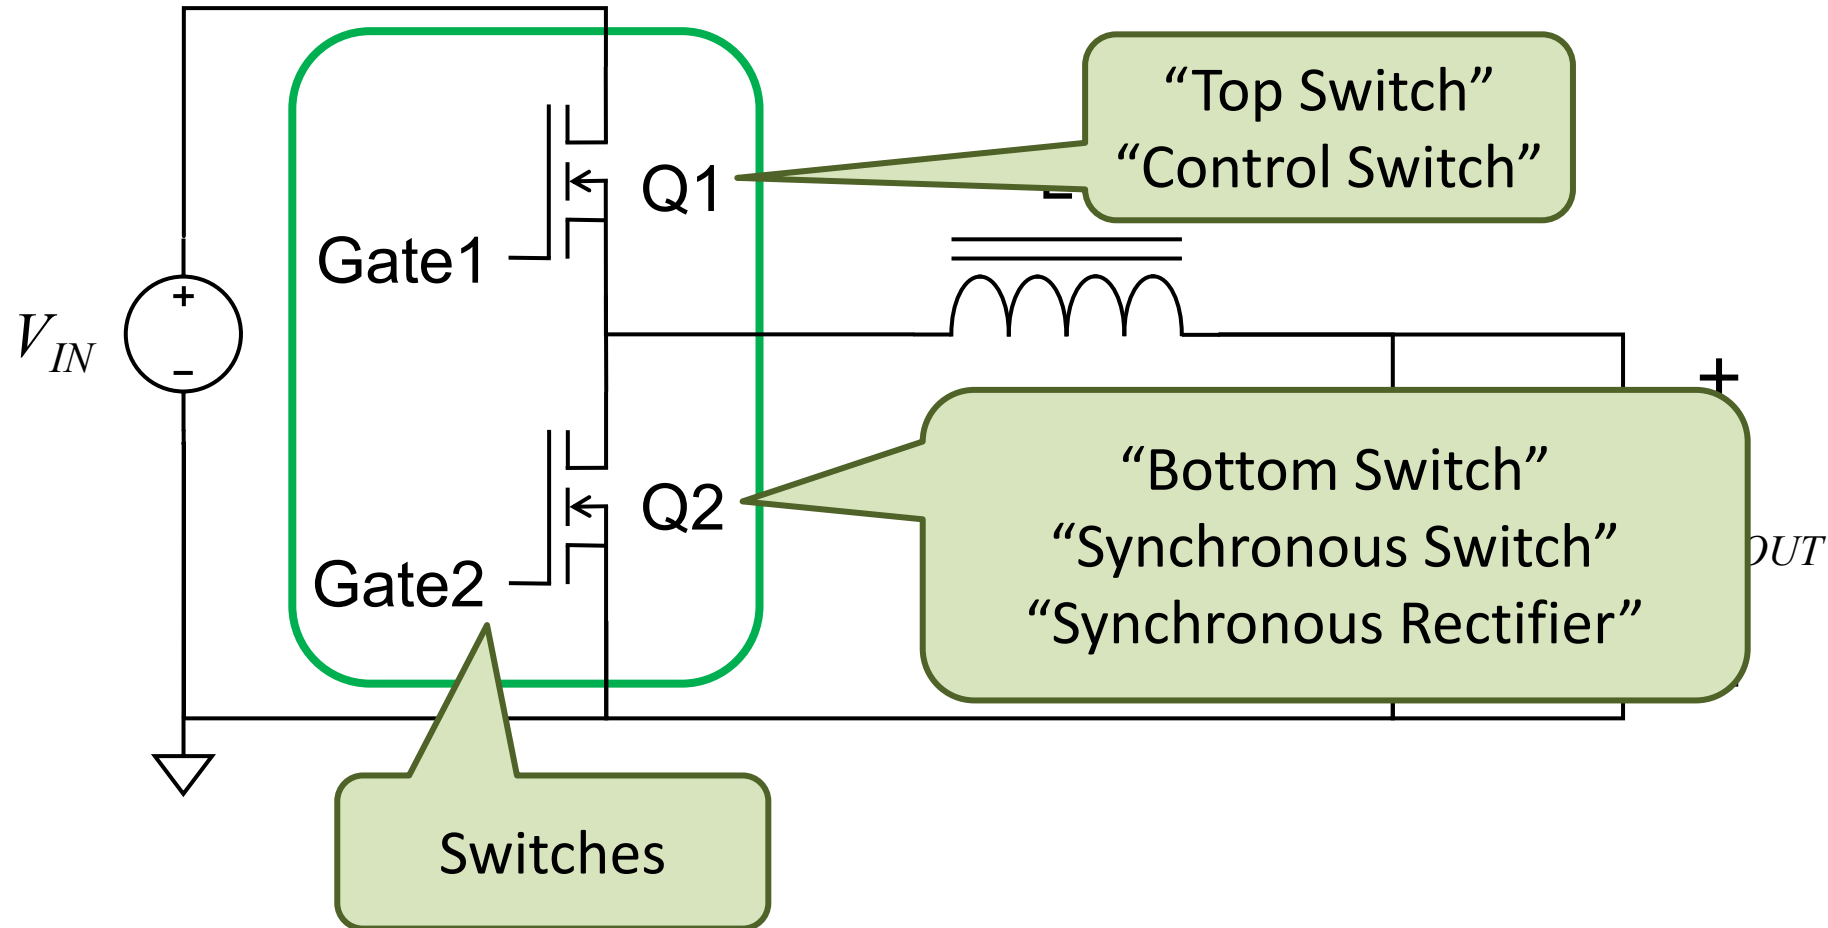 “Top Switch”
“Control Switch”
Q1
Gate1
V_IN
+
–
+
“Bottom Switch”
“Synchronous Switch”
“Synchronous Rectifier”
Q2
Gate2
Switches